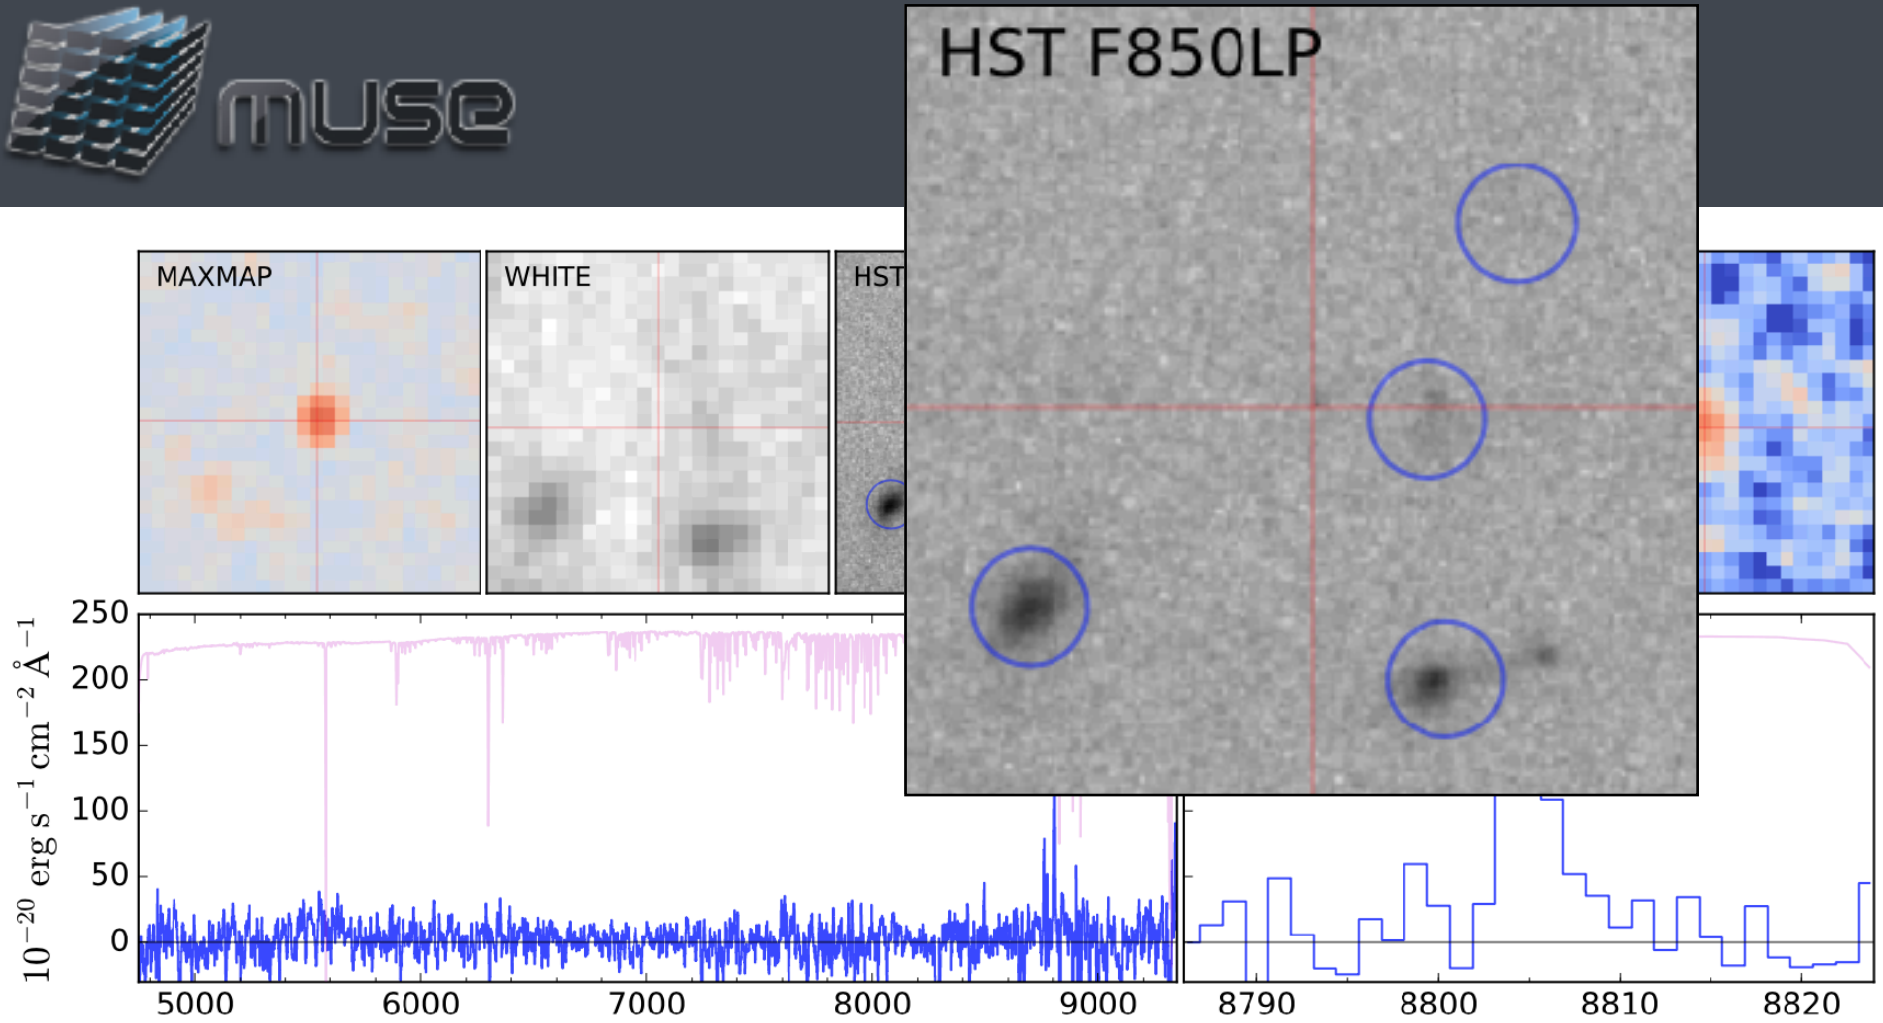 muse
HST F850LP
MAXMAP
WHITE
HST
250
200
150
100
50
0
10⁻²⁰ erg s⁻¹ cm⁻² Å⁻¹
5000 6000 7000 8000 9000
8790 8800 8810 8820